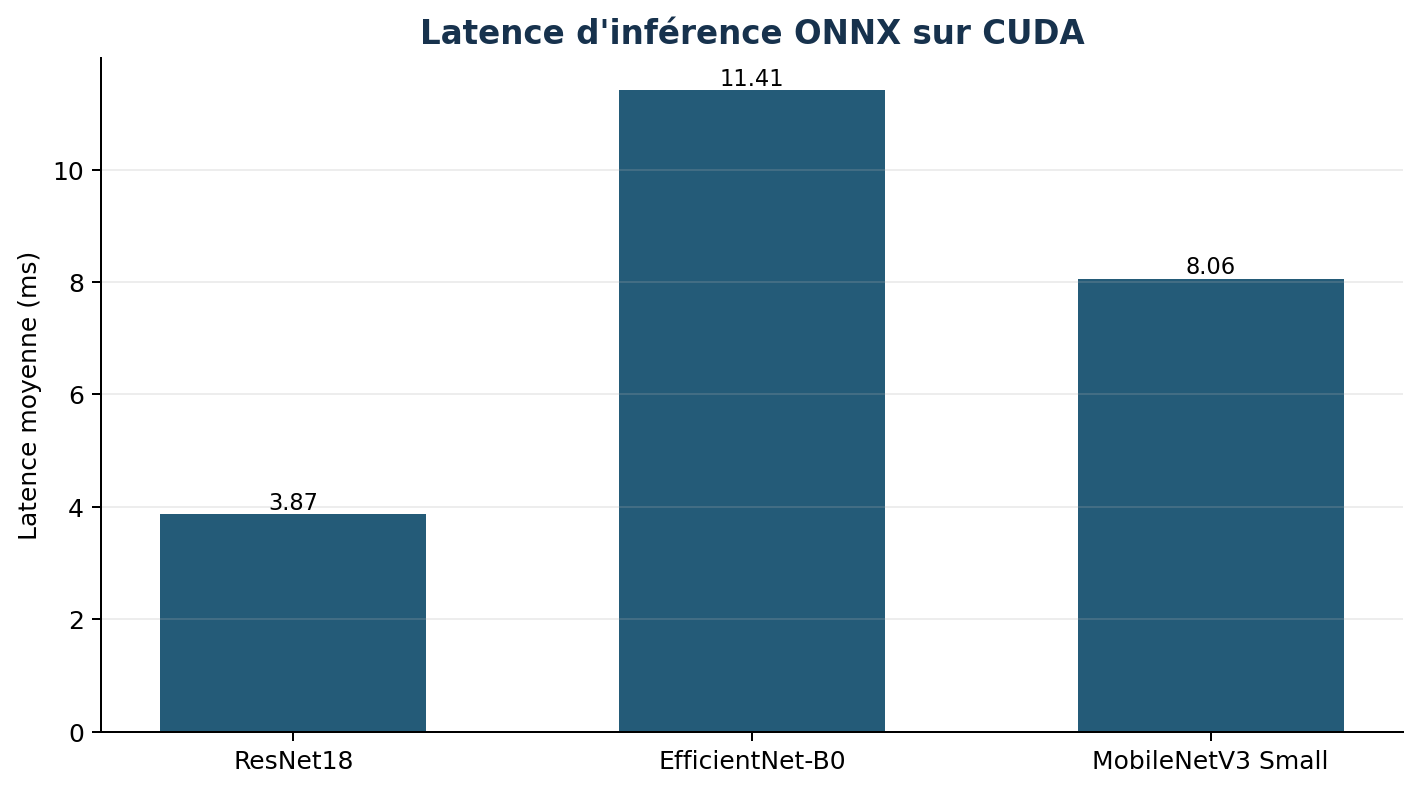 Latence d'inférence ONNX sur CUDA
Latence moyenne (ms)
10
8
6
4
2
0
3.87
11.41
8.06
ResNet18
EfficientNet-B0
MobileNetV3 Small